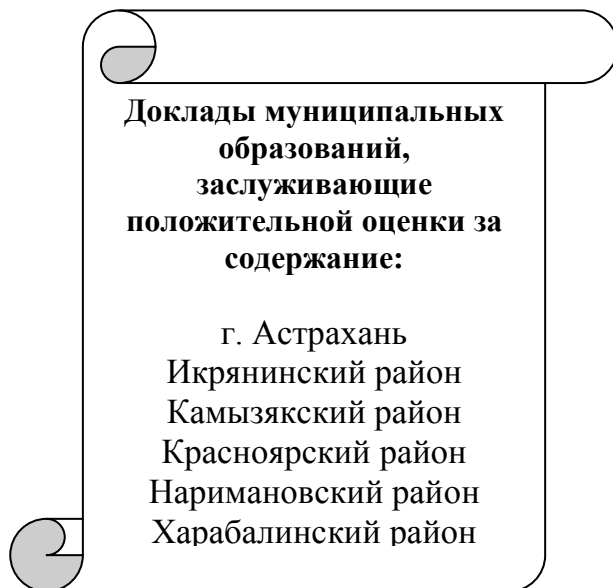 Доклады муниципальных
образований,
заслуживающие
положительной оценки за
содержание:
г. Астрахань
Икрянинский район
Камызякский район
Красноярский район
Наримановский район
Харабалинский район